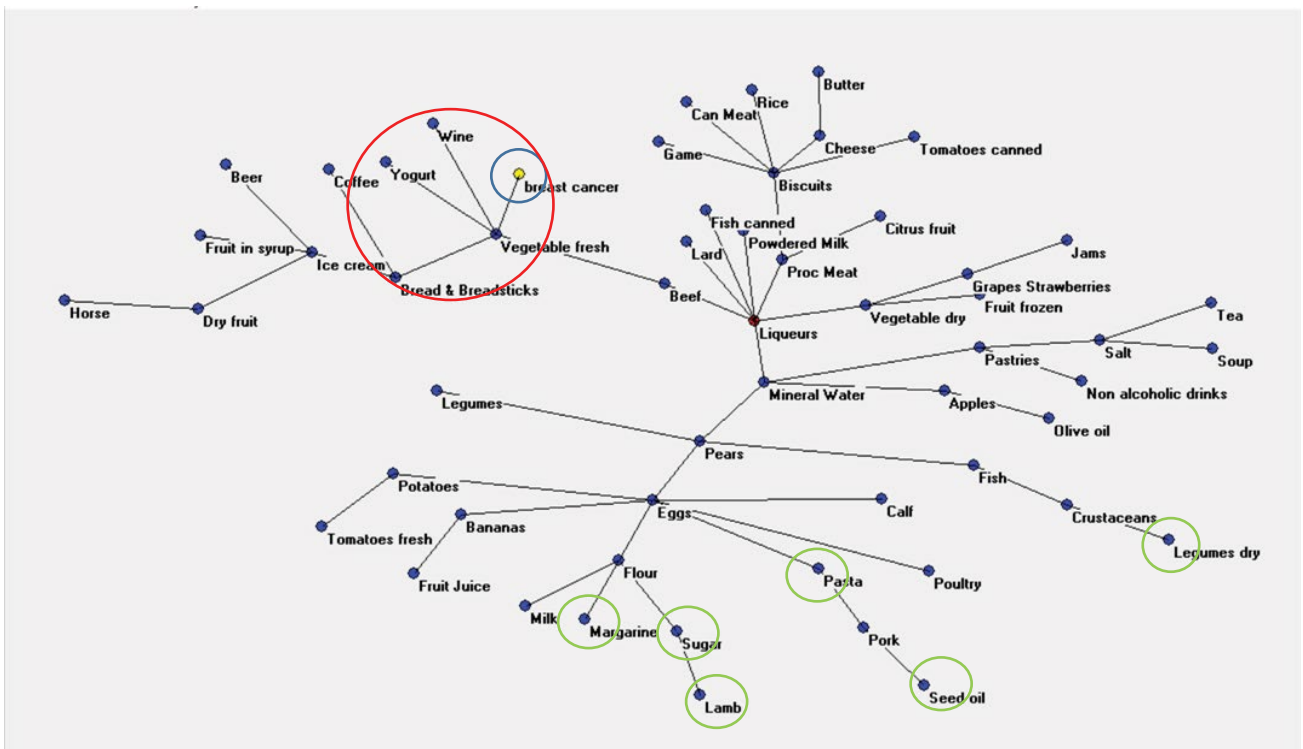 Butter
Rice
Can Meat
Wine
Cheese
Tomatoes canned
Game
Beer
Coffee
Yogurt
breast cancer
Biscuits
Fish canned
Citrus fruit
Fruit in syrup
Vegetable fresh
Powdered Milk
Lard
Jams
Ice cream
Proc Meat
Bread & Breadsticks
Beef
Grapes Strawberries
Fruit frozen
Horse
Dry fruit
Liqueurs
Vegetable dry
Tea
Salt
Pastries
Soup
Mineral Water
Apples
Non alcoholic drinks
Legumes
Olive oil
Pears
Fish
Potatoes
Eggs
Calf
Crustaceans
Bananas
Tomatoes fresh
Legumes dry
Flour
Pasta
Poultry
Fruit Juice
Milk
Margarine
Sugar
Pork
Lamb
Seed oil